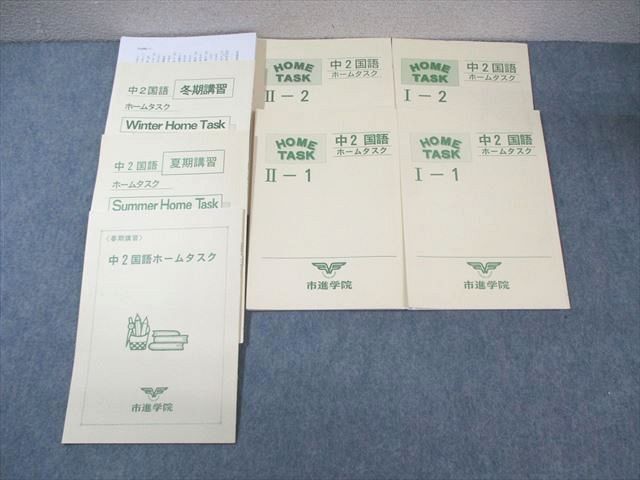 中2国語 冬期講習
ホームタスク
Winter Home Task
中2国語 夏期講習
ホームタスク
Summer Home Task
〈春期講習〉
中2国語ホームタスク
市進学院
HOME TASK
中2国語
ホームタスク
II-2
HOME TASK
中2国語
ホームタスク
I-2
HOME TASK
中2国語
ホームタスク
II-1
市進学院
HOME TASK
中2国語
ホームタスク
I-1
市進学院